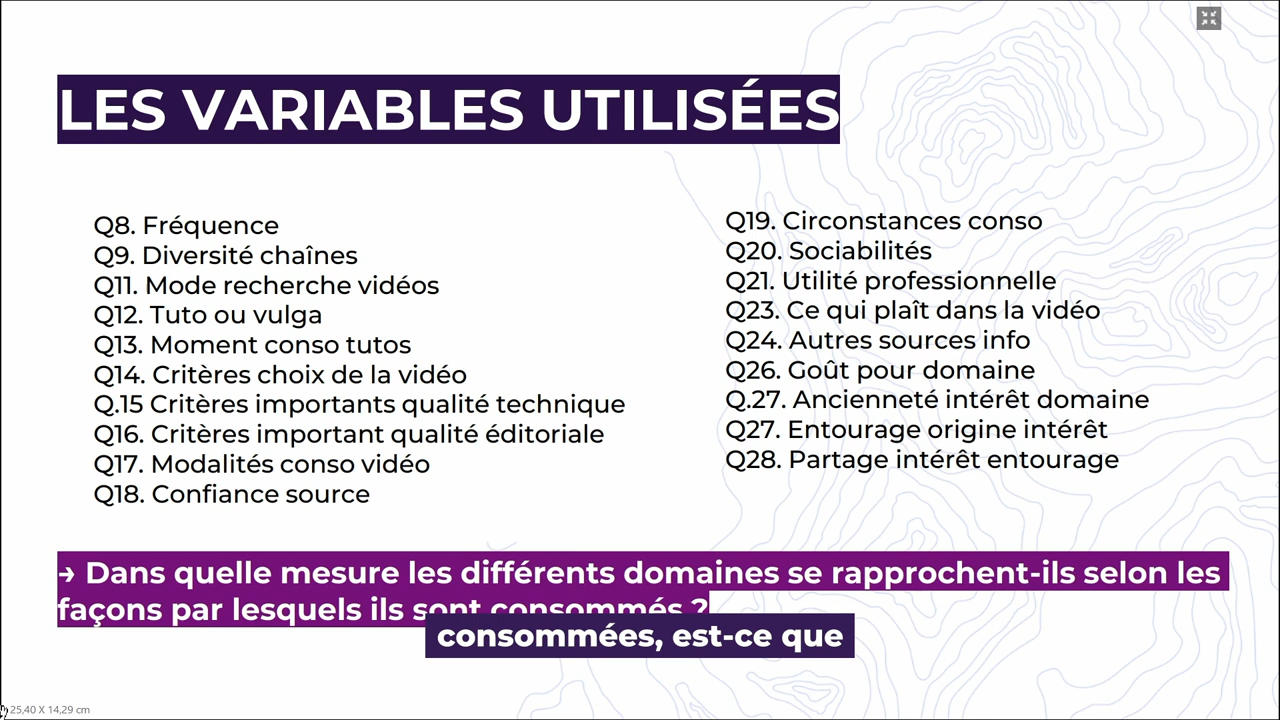 LES VARIABLES UTILISÉES
Q8. Fréquence
Q9. Diversité chaînes
Q11. Mode recherche vidéos
Q12. Tuto ou vulga
Q13. Moment conso tutos
Q14. Critères choix de la vidéo
Q.15 Critères importants qualité technique
Q16. Critères important qualité éditoriale
Q17. Modalités conso vidéo
Q18. Confiance source
Q19. Circonstances conso
Q20. Sociabilités
Q21. Utilité professionnelle
Q23. Ce qui plaît dans la vidéo
Q24. Autres sources info
Q26. Goût pour domaine
Q.27. Ancienneté intérêt domaine
Q27. Entourage origine intérêt
Q28. Partage intérêt entourage
→ Dans quelle mesure les différents domaines se rapprochent-ils selon les
façons par lesquels ils sont consommés ?
consommées, est-ce que
25,40 X 14,29 cm